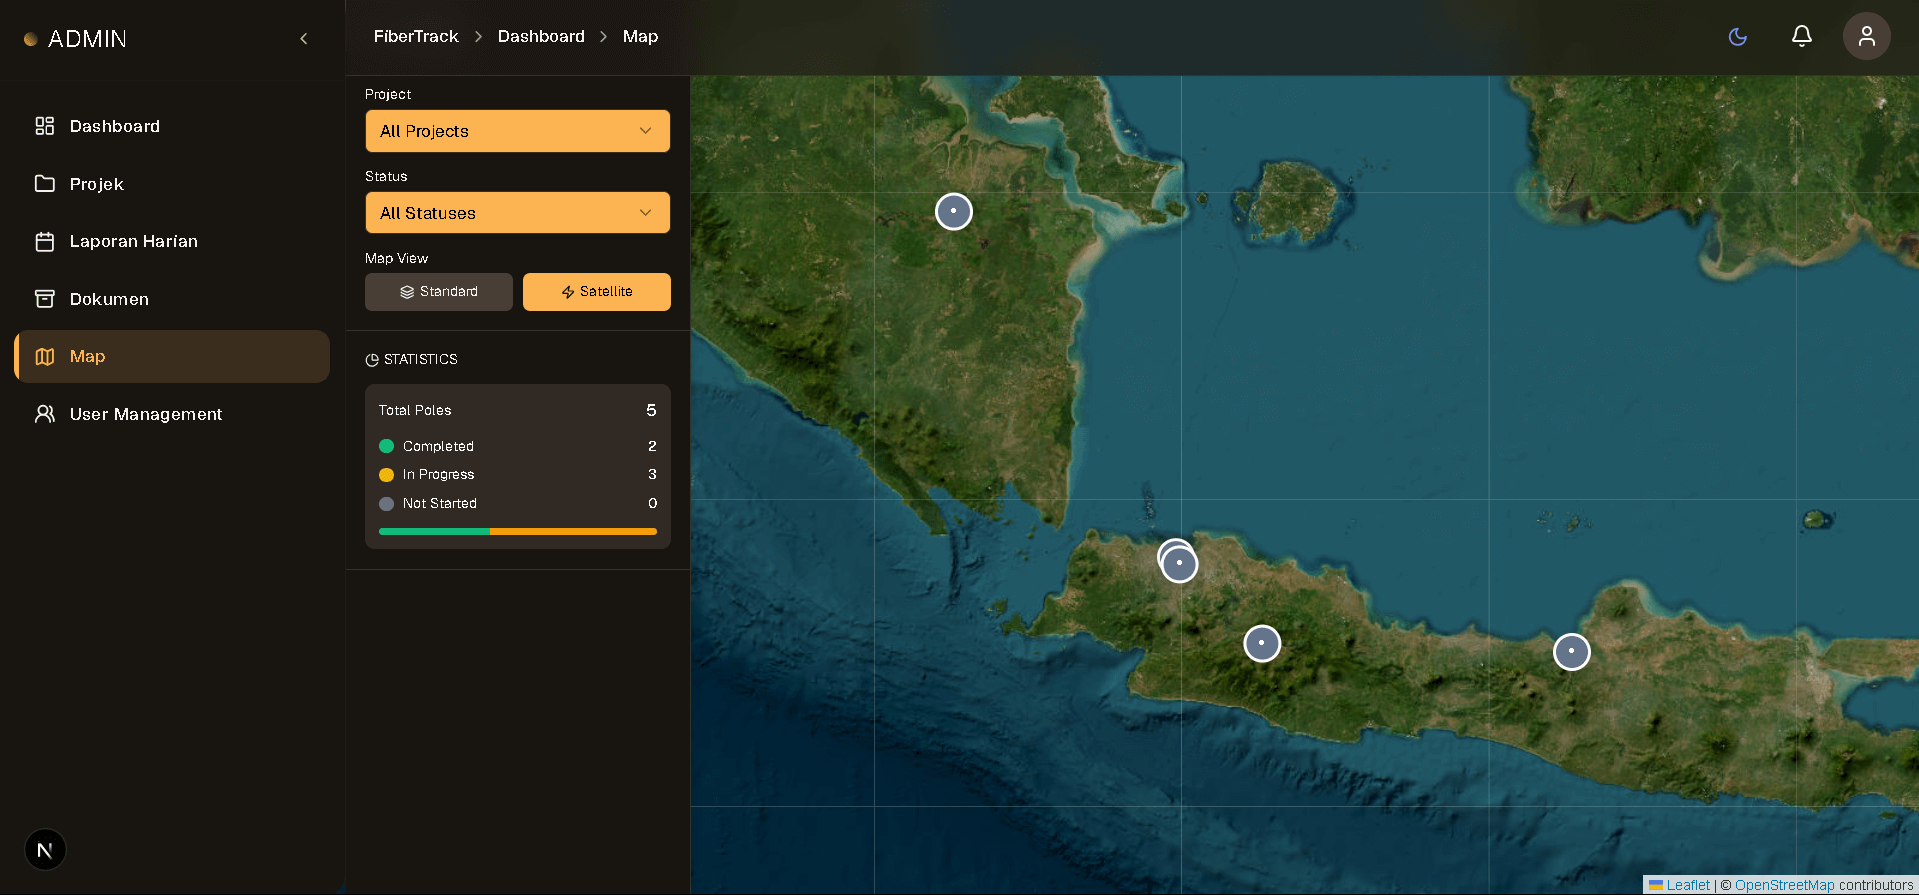 ADMIN
FiberTrack > Dashboard > Map
Dashboard
Projek
Laporan Harian
Dokumen
Map
User Management
N
Project
All Projects
Status
All Statuses
Map View
Standard
Satellite
STATISTICS
Total Poles 5
Completed 2
In Progress 3
Not Started 0
Leaflet | © OpenStreetMap contributors